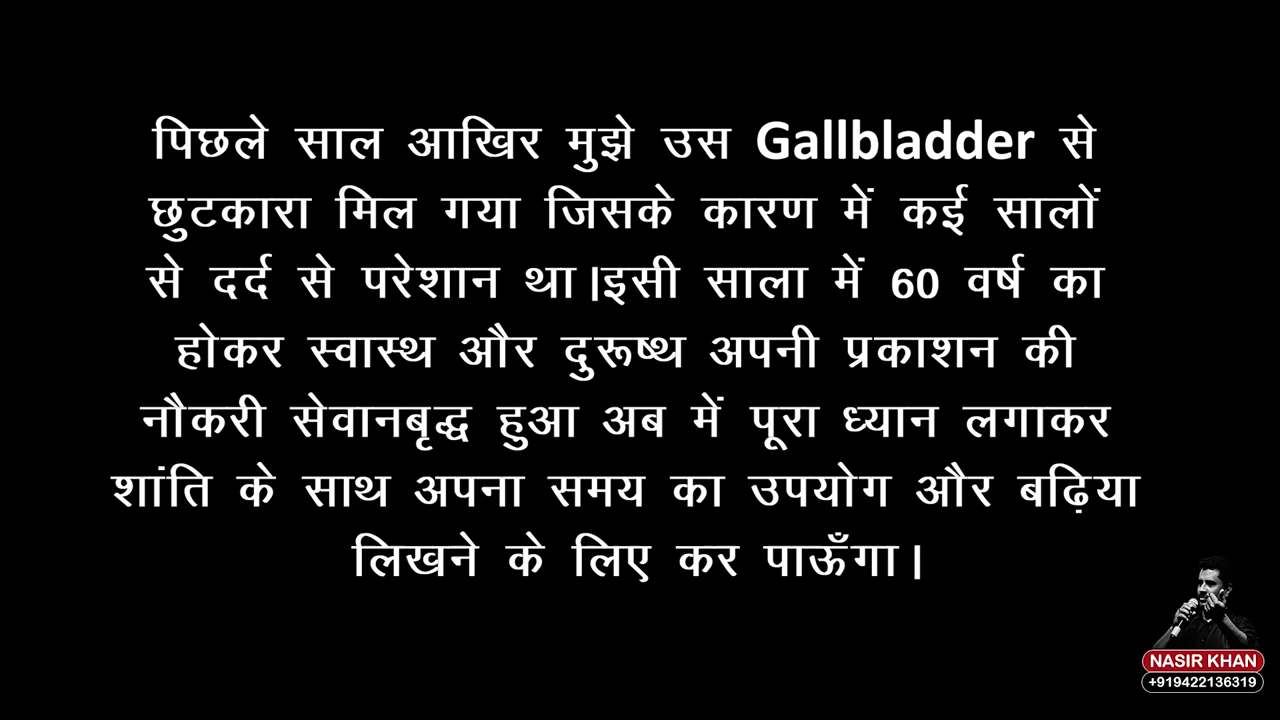 पिछले साल आखिर मुझे उस Gallbladder से
छुटकारा मिल गया जिसके कारण में कई सालों
से दर्द से परेशान था।इसी साला में 60 वर्ष का
होकर स्वास्थ और दुरूष्थ अपनी प्रकाशन की
नौकरी सेवानबृद्ध हुआ अब में पूरा ध्यान लगाकर
शांति के साथ अपना समय का उपयोग और बढ़िया
लिखने के लिए कर पाऊँगा।
NASIR KHAN
+919422136319